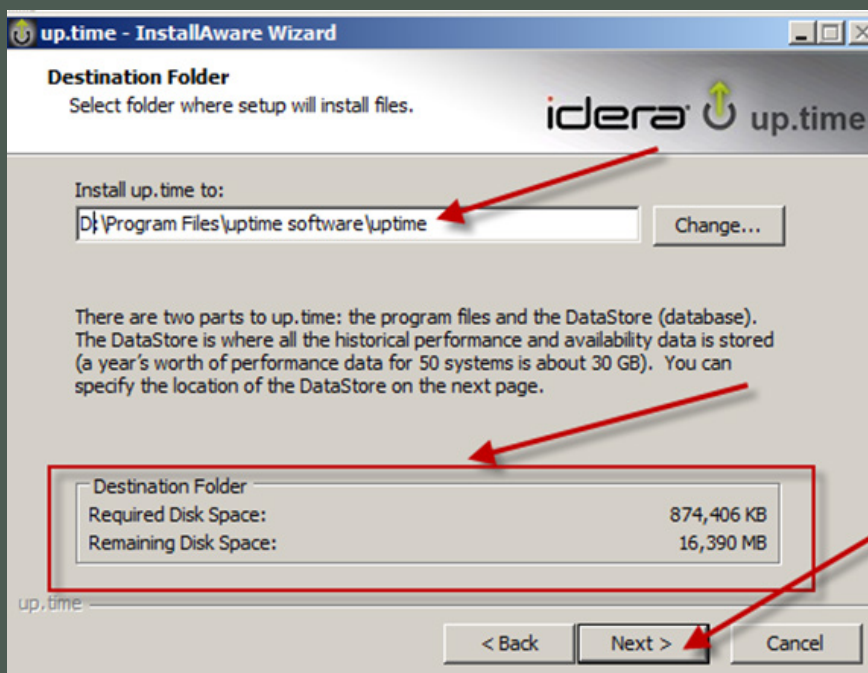 up.time - InstallAware Wizard
Destination Folder
Select folder where setup will install files.
idera up.time
Install up.time to:
D:\Program Files\uptime software\uptime
Change...
There are two parts to up.time: the program files and the DataStore (database).
The DataStore is where all the historical performance and availability data is stored
(a year's worth of performance data for 50 systems is about 30 GB). You can
specify the location of the DataStore on the next page.
Destination Folder
Required Disk Space: 874,406 KB
Remaining Disk Space: 16,390 MB
up.time
< Back Next > Cancel